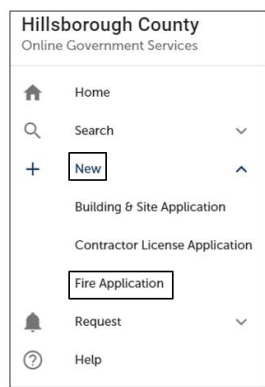 Hillsborough County
Online Government Services
Home
Search
New
Building & Site Application
Contractor License Application
Fire Application
Request
Help